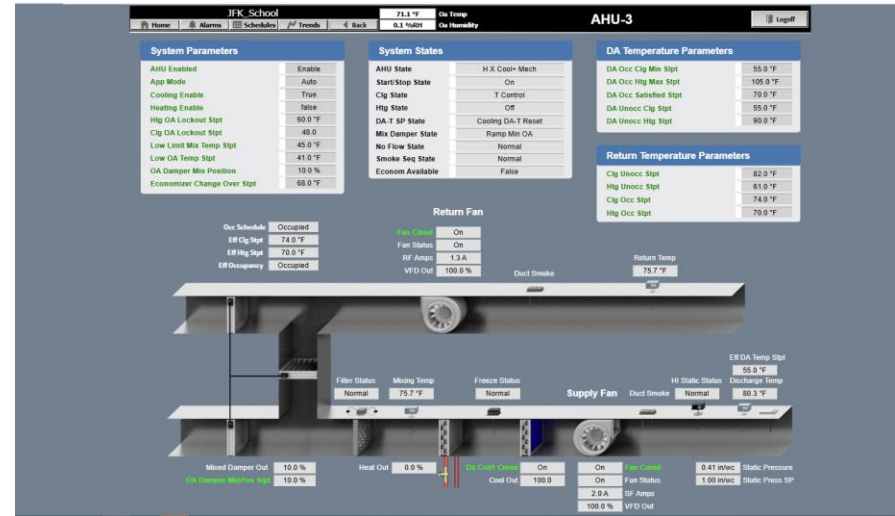 JFK_School
71.1 °F Oa Temp
AHU-3
Logoff
Home Alarms Schedules Trends Back
0.1 %RH Oa Humidity
System Parameters
AHU Enabled Enable
App Mode Auto
Cooling Enable True
Heating Enable false
Htg OA Lockout Stpt 60.0 °F
Clg OA Lockout Stpt 48.0
Low Limit Mix Temp Stpt 45.0 °F
Low OA Temp Stpt 41.0 °F
OA Damper Min Position 10.0 %
Economizer Change Over Stpt 68.0 °F
System States
AHU State H X Cool+ Mech
Start/Stop State On
Clg State T Control
Htg State Off
DA-T SP State Cooling DA-T Reset
Mix Damper State Ramp Min OA
No Flow State Normal
Smoke Seq State Normal
Econom Available False
DA Temperature Parameters
DA Occ Clg Min Stpt 55.0 °F
DA Occ Htg Max Stpt 105.0 °F
DA Occ Satisfied Stpt 70.0 °F
DA Unocc Clg Stpt 55.0 °F
DA Unocc Htg Stpt 90.0 °F
Return Temperature Parameters
Clg Unocc Stpt 82.0 °F
Htg Unocc Stpt 61.0 °F
Clg Occ Stpt 74.0 °F
Htg Occ Stpt 70.0 °F
Occ Schedule Occupied
Eff Clg Stpt 74.0 °F
Eff Htg Stpt 70.0 °F
Eff Occupancy Occupied
Return Fan
Fan Cmnd On
Fan Status On
RF Amps 1.3 A
VFD Out 100.0 %
Duct Smoke
Return Temp
75.7 °F
Eff DA Temp Stpt
55.0 °F
Filter Status
Normal
Mixing Temp
75.7 °F
Freeze Status
Normal
Supply Fan
Duct Smoke
HI Static Status
Normal
Discharge Temp
80.3 °F
Mixed Damper Out 10.0 %
OA Damper MinPos Stpt 10.0 %
Heat Out 0.0 %
Dx Coil1 Cmnd On
Cool Out 100.0
On Fan Cmnd
On Fan Status
2.0 A SF Amps
100.0 % VFD Out
0.41 in/wc Static Pressure
1.00 in/wc Static Press SP